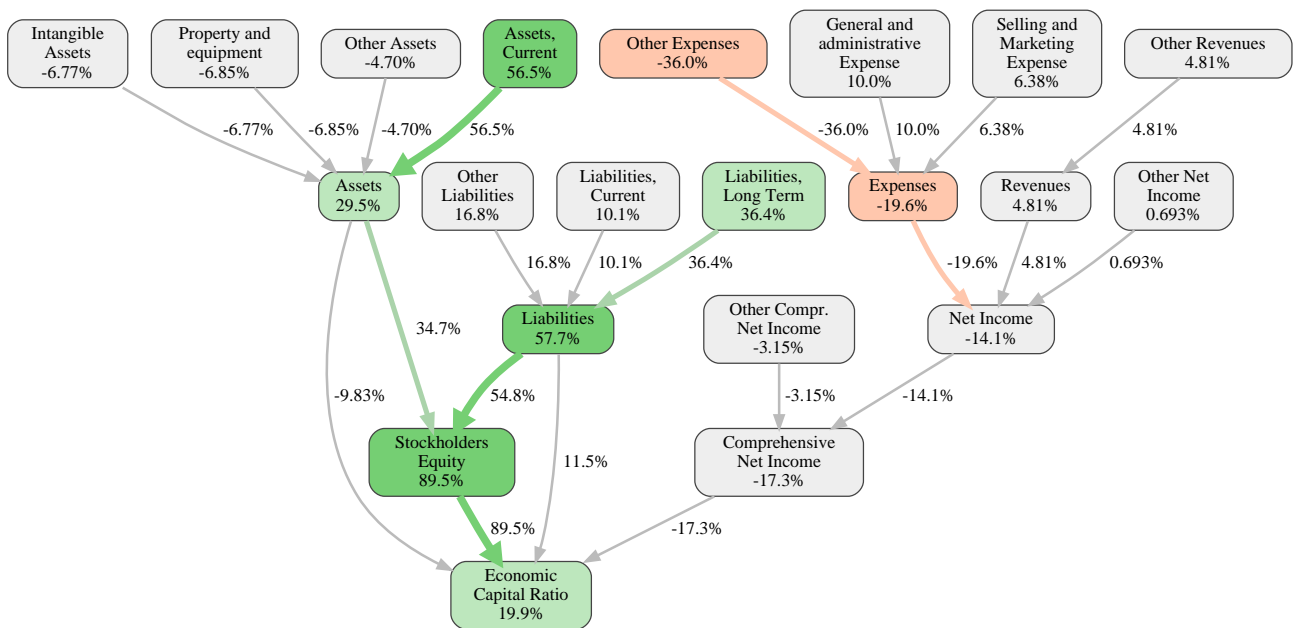 Intangible
Assets
-6.77%
Property and
equipment
-6.85%
Other Assets
-4.70%
Assets,
Current
56.5%
Other Expenses
-36.0%
General and
administrative
Expense
10.0%
Selling and
Marketing
Expense
6.38%
Other Revenues
4.81%
-6.77%
-6.85%
-4.70%
56.5%
-36.0%
10.0%
6.38%
4.81%
Assets
29.5%
Other
Liabilities
16.8%
Liabilities,
Current
10.1%
Liabilities,
Long Term
36.4%
Expenses
-19.6%
Revenues
4.81%
Other Net
Income
0.693%
16.8%
10.1%
36.4%
-19.6%
4.81%
0.693%
34.7%
Liabilities
57.7%
Other Compr.
Net Income
-3.15%
Net Income
-14.1%
-9.83%
54.8%
-3.15%
-14.1%
Stockholders
Equity
89.5%
11.5%
Comprehensive
Net Income
-17.3%
89.5%
-17.3%
Economic
Capital Ratio
19.9%